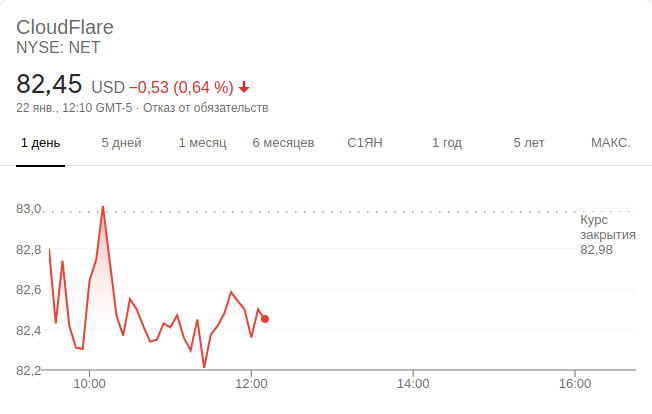 CloudFlare
NYSE: NET
82,45 USD −0,53 (0,64 %)
22 янв., 12:10 GMT-5 · Отказ от обязательств
1 день 5 дней 1 месяц 6 месяцев С1ЯН 1 год 5 лет МАКС.
83,0
Курс
закрытия
82,98
82,8
82,6
82,4
82,2
10:00 12:00 14:00 16:00